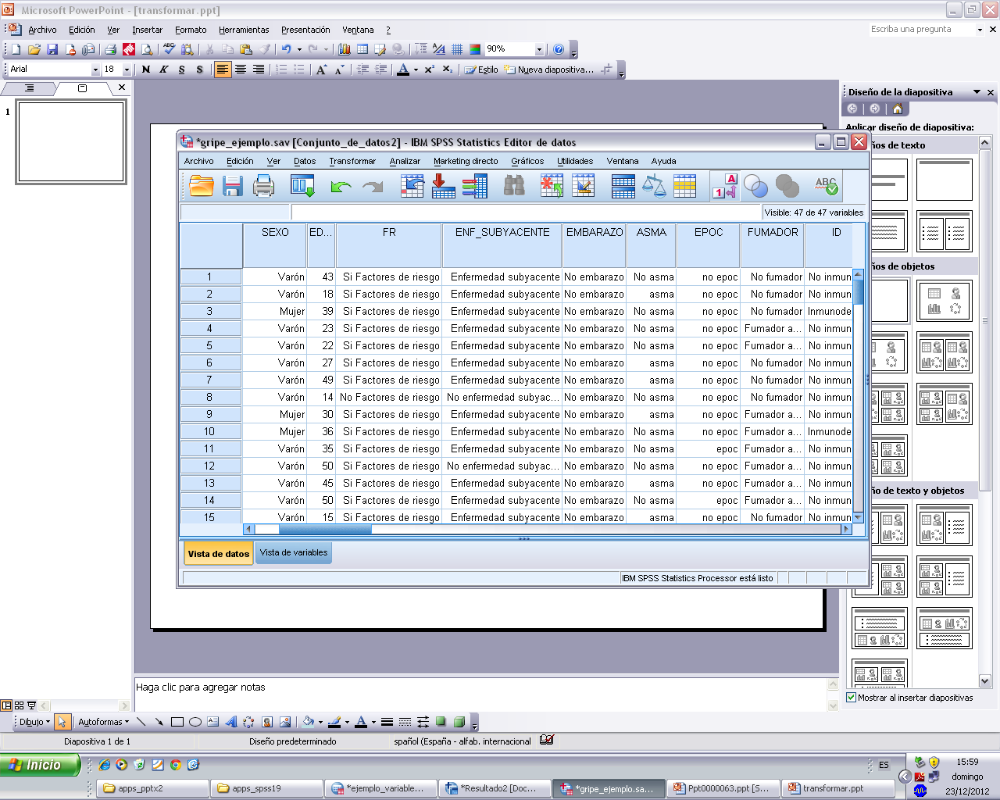 Microsoft PowerPoint - [transformar.ppt]
Archivo Edición Ver Insertar Formato Herramientas Presentación Ventana ? Escriba una pregunta
90%
Arial 18 N K S S A A A Estilo Nueva diapositiva...
1
Diseño de la diapositiva
Aplicar diseño de diapositiva:
ños de texto
ños de objetos
ño de texto y objetos
Mostrar al insertar diapositivas
*gripe_ejemplo.sav [Conjunto_de_datos2] - IBM SPSS Statistics Editor de datos
Archivo Edición Ver Datos Transformar Analizar Marketing directo Gráficos Utilidades Ventana Ayuda
Visible: 47 de 47 variables
SEXO ED... FR ENF_SUBYACENTE EMBARAZO ASMA EPOC FUMADOR ID
1 Varón 43 Si Factores de riesgo Enfermedad subyacente No embarazo No asma no epoc No fumador No inmun
2 Varón 18 Si Factores de riesgo Enfermedad subyacente No embarazo asma no epoc No fumador No inmun
3 Mujer 39 Si Factores de riesgo Enfermedad subyacente No embarazo No asma no epoc No fumador Inmunode
4 Varón 23 Si Factores de riesgo Enfermedad subyacente No embarazo No asma no epoc Fumador a... No inmun
5 Varón 22 Si Factores de riesgo Enfermedad subyacente No embarazo No asma no epoc Fumador a... No inmun
6 Varón 27 Si Factores de riesgo Enfermedad subyacente No embarazo asma no epoc No fumador No inmun
7 Varón 49 Si Factores de riesgo Enfermedad subyacente No embarazo asma no epoc No fumador No inmun
8 Varón 14 No Factores de riesgo No enfermedad subyac... No embarazo No asma no epoc No fumador No inmun
9 Mujer 30 Si Factores de riesgo Enfermedad subyacente No embarazo asma no epoc Fumador a... No inmun
10 Mujer 36 Si Factores de riesgo Enfermedad subyacente No embarazo No asma no epoc Fumador a... Inmunode
11 Varón 35 Si Factores de riesgo Enfermedad subyacente No embarazo No asma epoc Fumador a... No inmun
12 Varón 50 Si Factores de riesgo No enfermedad subyac... No embarazo No asma no epoc Fumador a... No inmun
13 Varón 45 Si Factores de riesgo Enfermedad subyacente No embarazo asma no epoc Fumador a... No inmun
14 Varón 50 Si Factores de riesgo Enfermedad subyacente No embarazo No asma epoc Fumador a... No inmun
15 Varón 15 Si Factores de riesgo Enfermedad subyacente No embarazo asma no epoc No fumador No inmun
Vista de datos Vista de variables
IBM SPSS Statistics Processor está listo
Haga clic para agregar notas
Dibujo Autoformas
Diapositiva 1 de 1 Diseño predeterminado spañol (España - alfab. internacional
Inicio ES 15:59
domingo
23/12/2012
apps_pptx2 apps_spss19 *ejemplo_variable... *Resultado2 [Doc... *gripe_ejemplo.sa... Ppt0000063.ppt [S... transformar.ppt